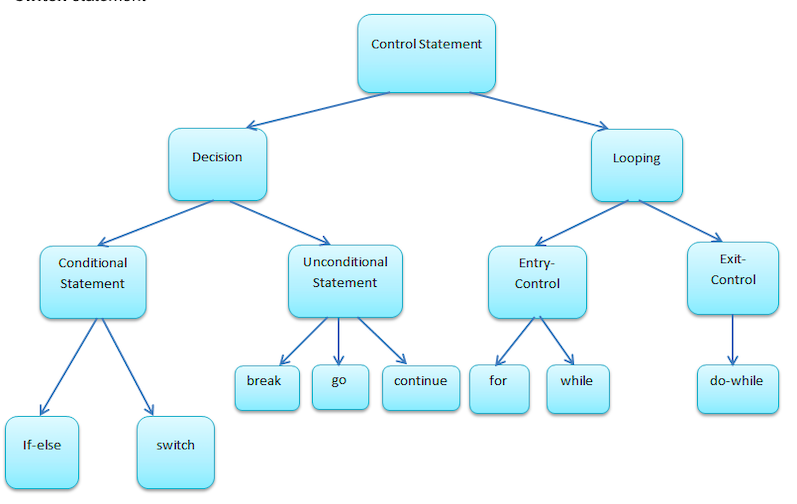 Control Statement
Decision
Looping
Conditional
Statement
Unconditional
Statement
Entry-
Control
Exit-
Control
break
go
continue
for
while
do-while
If-else
switch